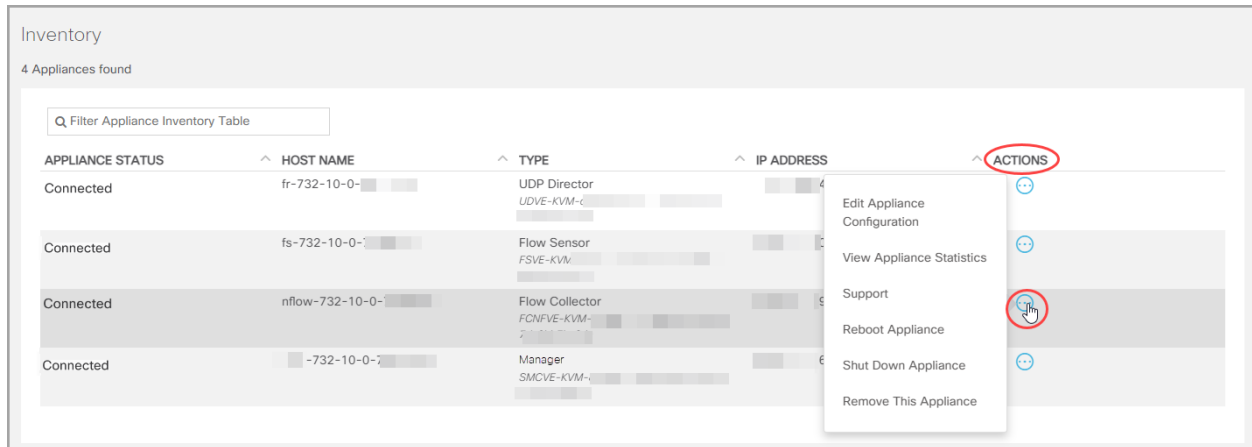 Inventory
4 Appliances found
Filter Appliance Inventory Table
APPLIANCE STATUS HOST NAME TYPE IP ADDRESS ACTIONS
Connected fr-732-10-0- UDP Director
UDVE-KVM-
Connected fs-732-10-0- Flow Sensor
FSVE-KVM
Connected nflow-732-10-0- Flow Collector
FCNFVE-KVM-
Connected -732-10-0- Manager
SMCVE-KVM-
Edit Appliance
Configuration
View Appliance Statistics
Support
Reboot Appliance
Shut Down Appliance
Remove This Appliance